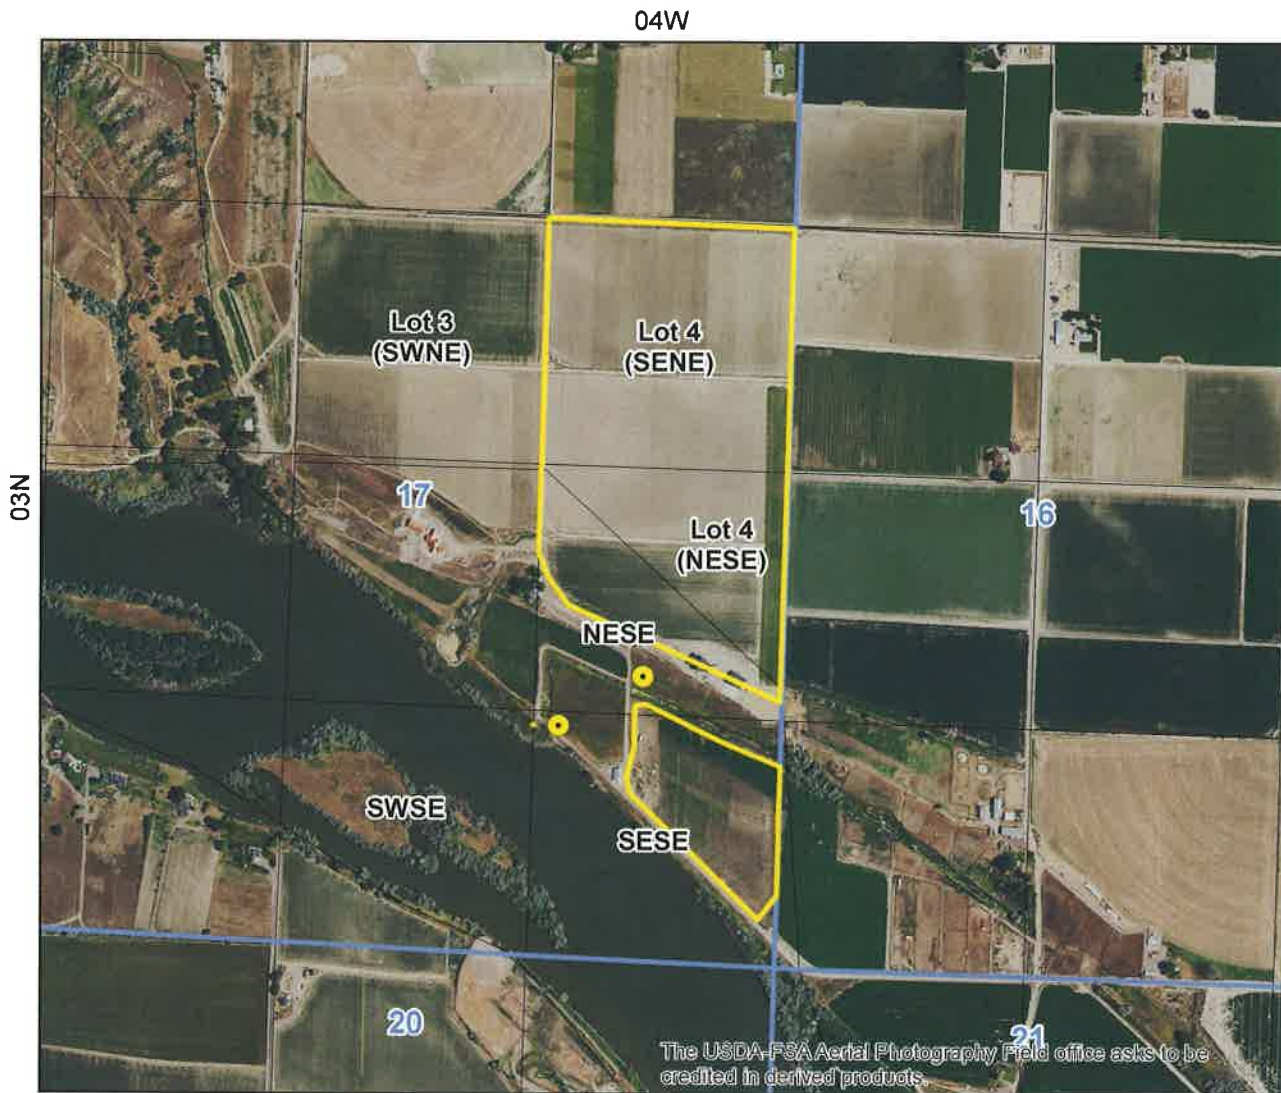 04W
03N
Lot 3
(SWNE)
Lot 4
(SENE)
17
16
Lot 4
(NESE)
NESE
SWSE
SESE
20
21
The USDA-FSA Aerial Photography Field office asks to be
credited in derived products.